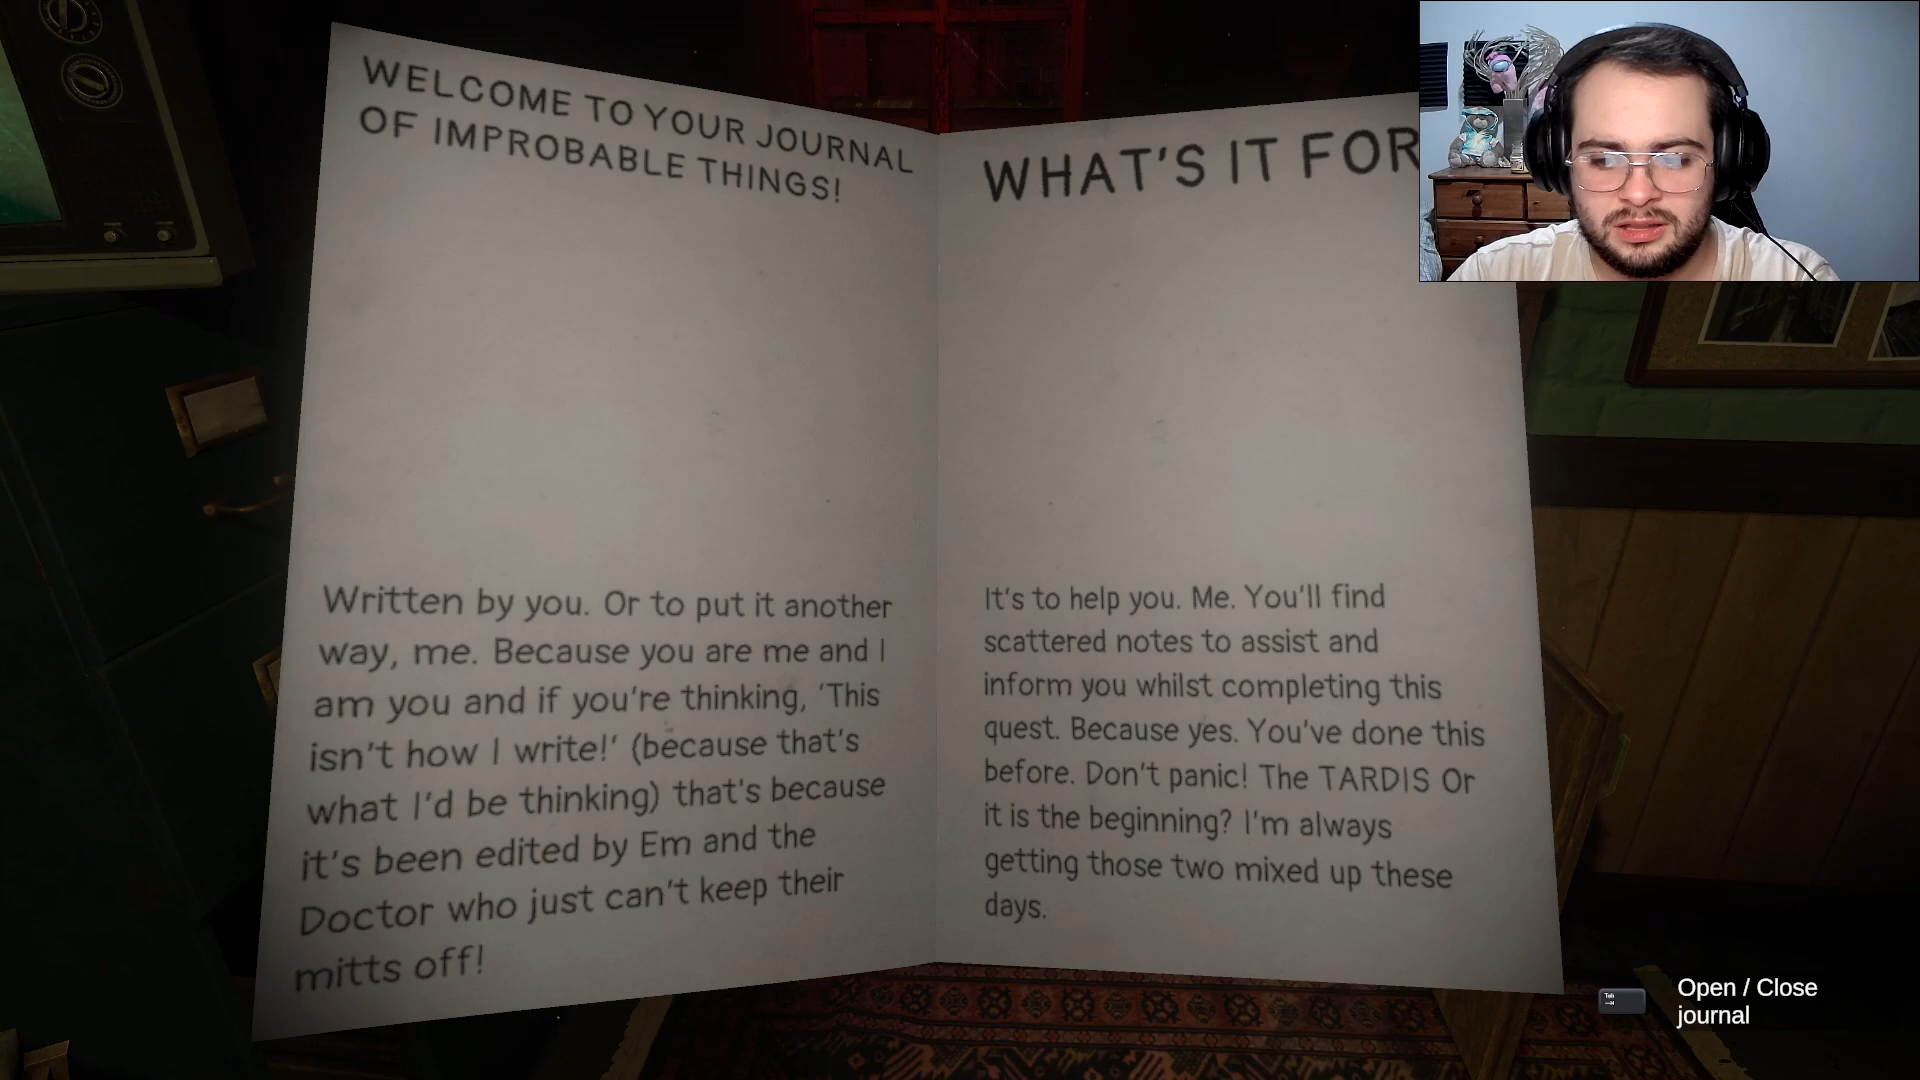 WELCOME TO YOUR JOURNAL
OF IMPROBABLE THINGS!
Written by you. Or to put it another
way, me. Because you are me and I
am you and if you're thinking, 'This
isn't how I write!' (because that's
what I'd be thinking) that's because
it's been edited by Em and the
Doctor who just can't keep their
mitts off!
WHAT'S IT FOR
It's to help you. Me. You'll find
scattered notes to assist and
inform you whilst completing this
quest. Because yes. You've done this
before. Don't panic! The TARDIS Or
it is the beginning? I'm always
getting those two mixed up these
days.
Tab
Open / Close
journal